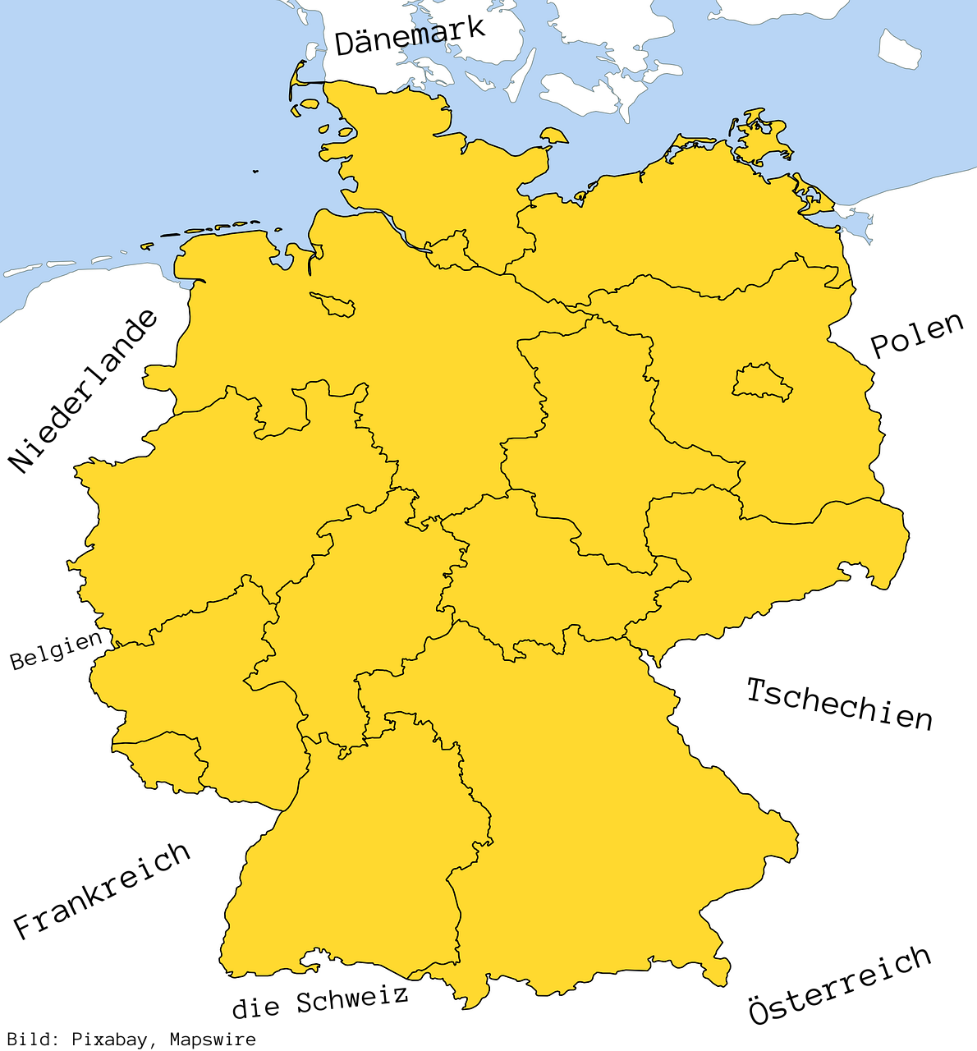 Dänemark
Niederlande
Polen
Belgien
Tschechien
Frankreich
Österreich
die Schweiz
Bild: Pixabay, Mapswire